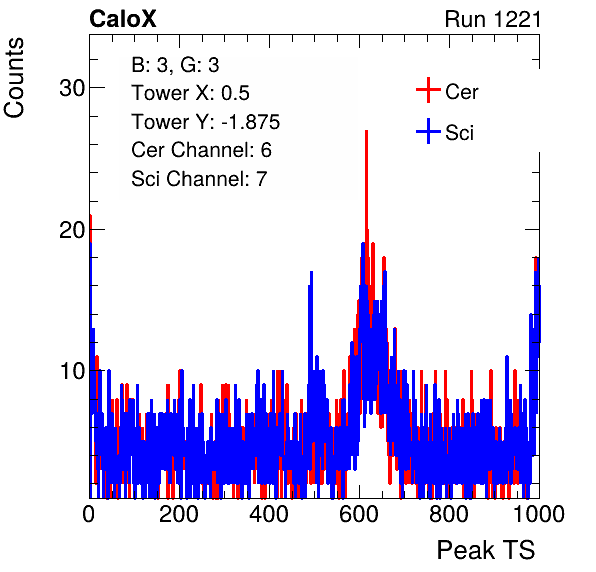 CaloX Run 1221
Counts
B: 3, G: 3
Tower X: 0.5
Tower Y: -1.875
Cer Channel: 6
Sci Channel: 7
Cer
Sci
30
20
10
0 200 400 600 800 1000
Peak TS